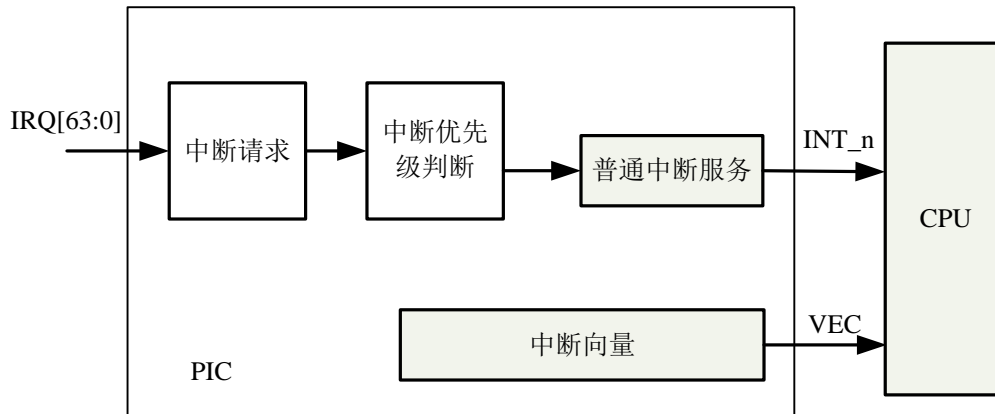 IRQ[63:0]
中断请求
中断优先
级判断
普通中断服务
INT_n
CPU
中断向量
VEC
PIC